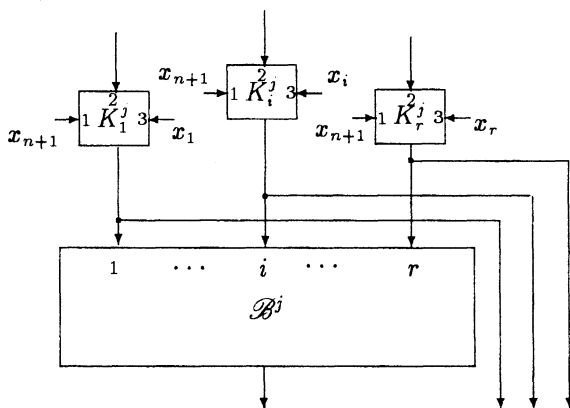 x_{n+1} 1 2 K_i^j 3 x_i
x_{n+1} 1 2 K_1^j 3 x_1
x_{n+1} 1 2 K_r^j 3 x_r
1 ··· i ··· r
ℬ^j